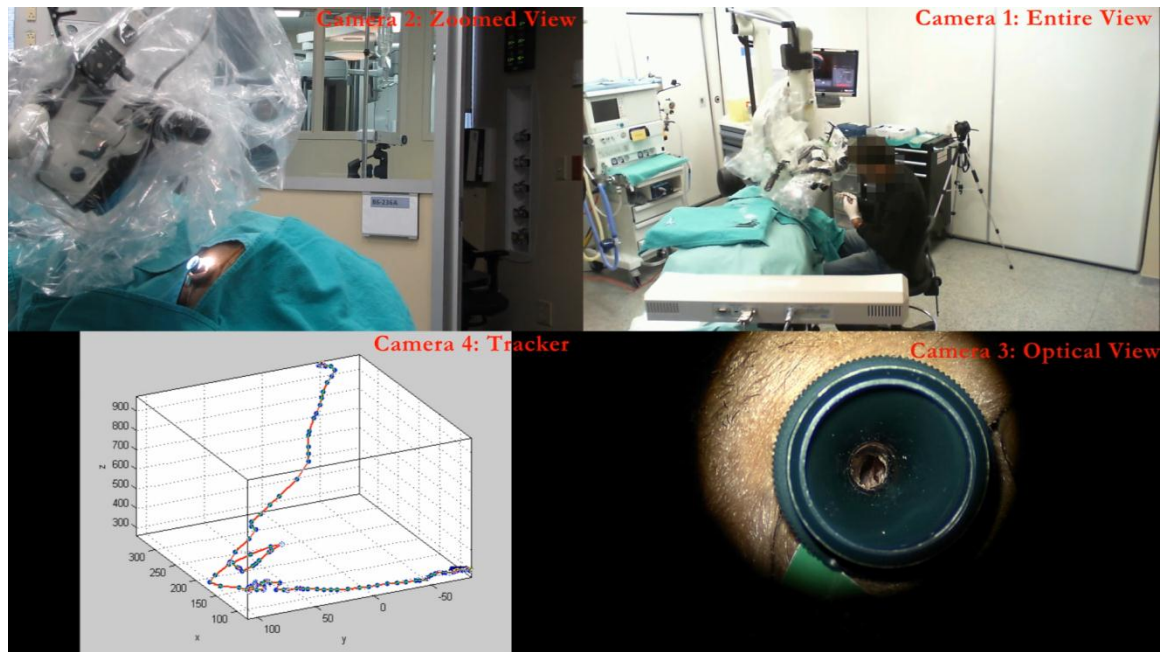 Camera 2: Zoomed View
Camera 1: Entire View
Camera 4: Tracker
Camera 3: Optical View
900
800
700
600
500
400
300
z
300
250
200
150
100
x
100
50
0
-50
y